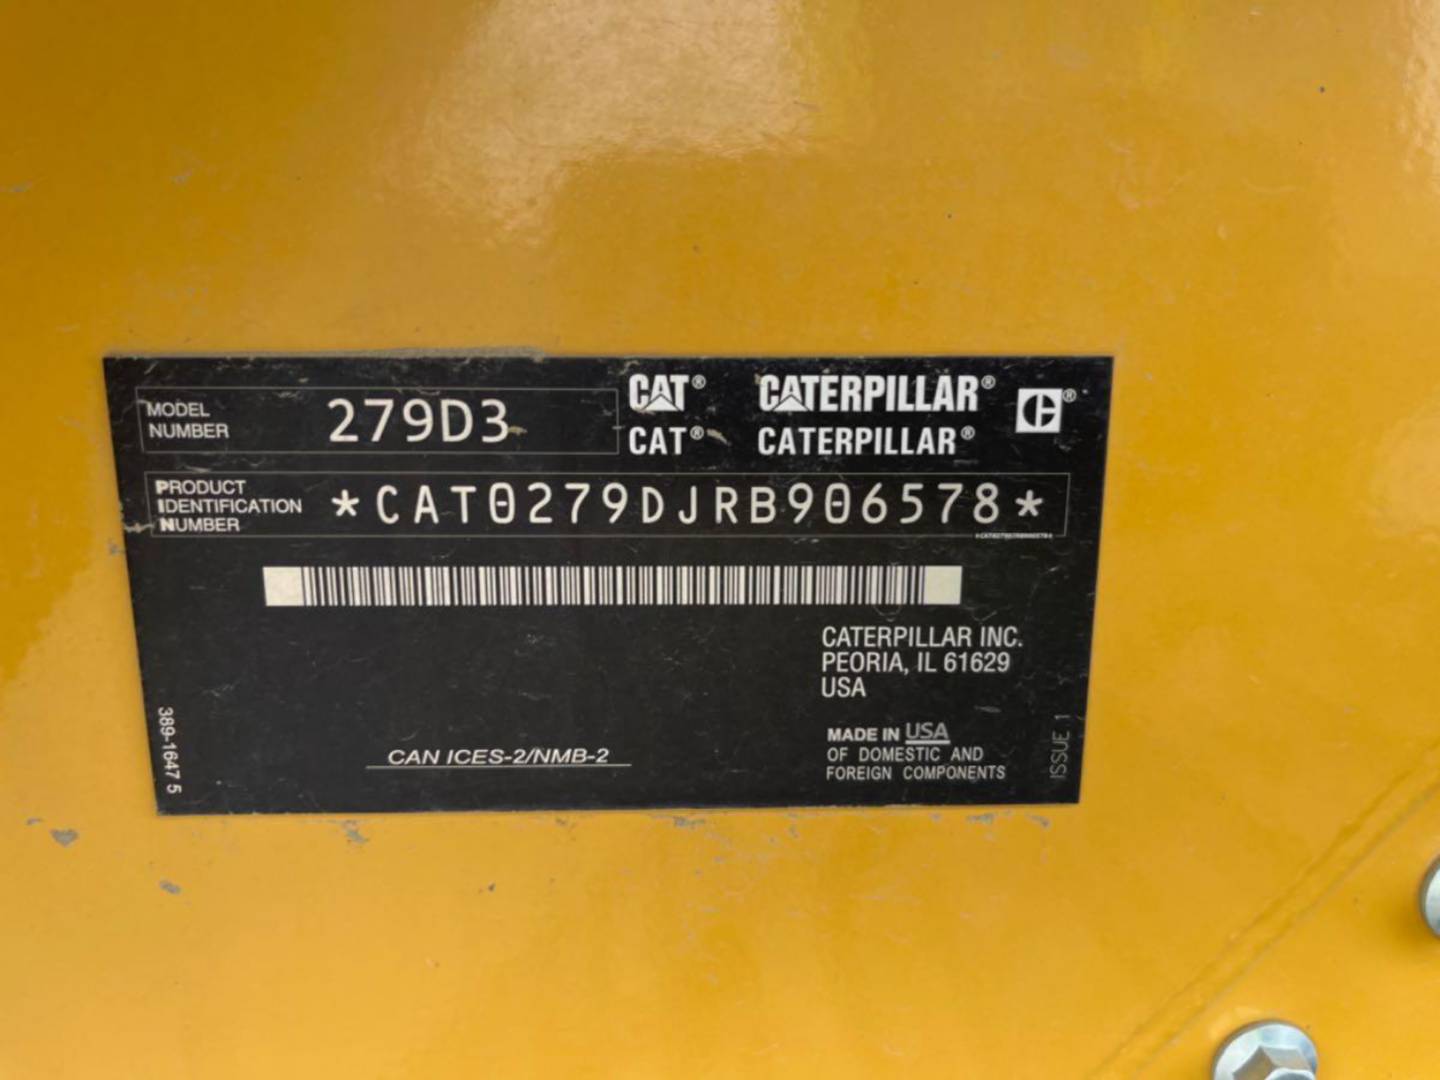 MODEL NUMBER 279D3
CAT® CATERPILLAR® ®
CAT® CATERPILLAR®
PRODUCT IDENTIFICATION NUMBER *CAT0279DJRB906578*
CATERPILLAR INC.
PEORIA, IL 61629
USA
MADE IN USA
OF DOMESTIC AND
FOREIGN COMPONENTS
CAN ICES-2/NMB-2
389-1647 5
ISSUE 1